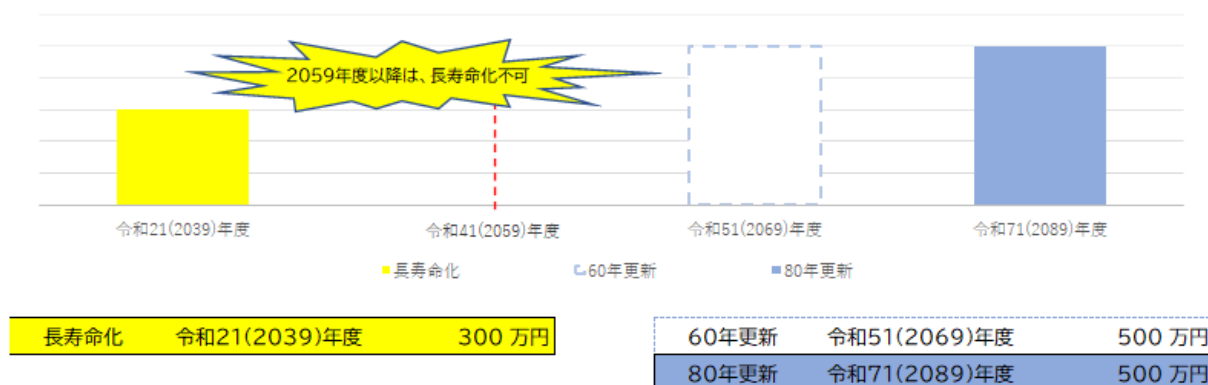 2059年度以降は、長寿命化不可
令和21(2039)年度 令和41(2059)年度 令和51(2069)年度 令和71(2089)年度
長寿命化 60年更新 80年更新
長寿命化 令和21(2039)年度 300 万円
60年更新 令和51(2069)年度 500 万円
80年更新 令和71(2089)年度 500 万円